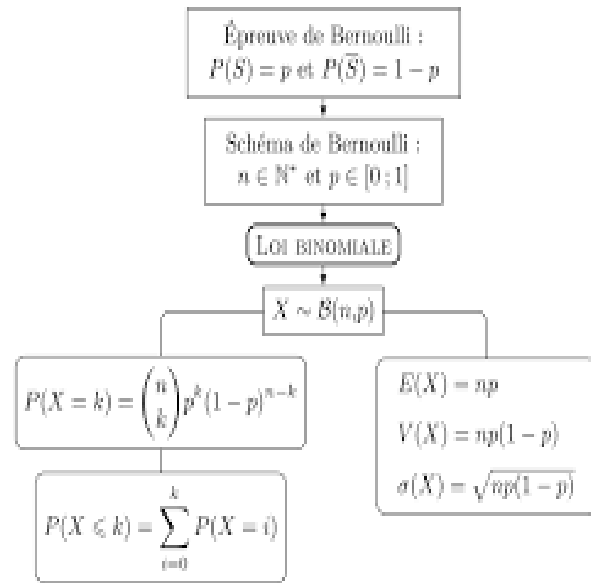 Épreuve de Bernoulli :
P(S) = p et P(S̅) = 1 − p
Schéma de Bernoulli :
n ∈ ℕ* et p ∈ [0 ; 1]
LOI BINOMIALE
X ∼ ℬ(n,p)
P(X = k) = (n k) p^k (1 − p)^{n−k}
P(X ⩽ k) = ∑_{i=0}^{k} P(X = i)
E(X) = np
V(X) = np(1 − p)
σ(X) = √(np(1 − p))